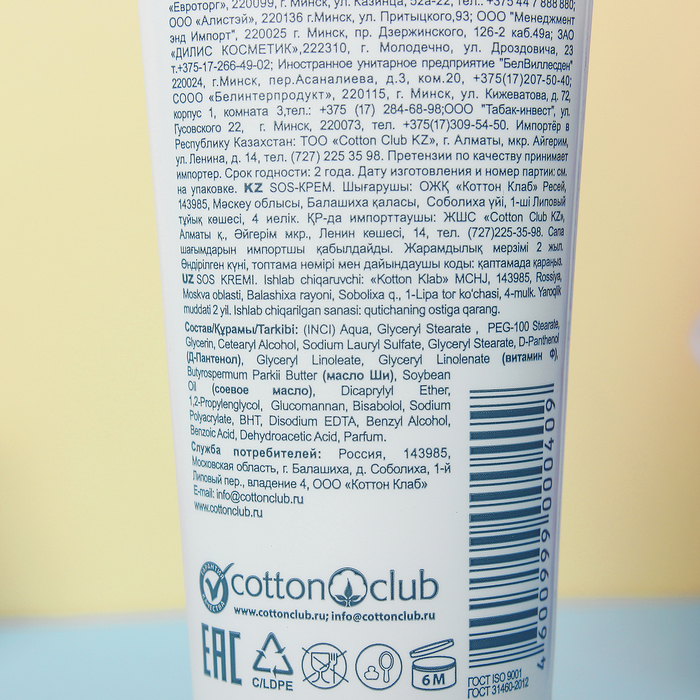 «Евроторг», 220099, г. Минск, ул. Казинца, 52а-22, тел.: +375 44 7 888 880;
ООО «Алистэй», 220136 г.Минск, ул. Притыцкого,93; ООО "Менеджмент
энд Импорт", 220025 г. Минск, пр. Дзержинского, 126-2 каб.49а; ЗАО
«ДИЛИС КОСМЕТИК»,222310, г. Молодечно, ул. Дроздовича, 23
т.+375-17-266-49-02; Иностранное унитарное предприятие "БелВиллесден"
220024, г.Минск, пер.Асаналиева, д.3, ком.20, +375(17)207-50-40;
СООО «Белинтерпродукт», 220115, г. Минск, ул. Кижеватова, д. 72,
корпус 1, комната 3,тел.: +375 (17) 284-68-98;ООО "Табак-инвест", ул.
Гусовского 22, г. Минск, 220073, тел. +375(17)309-54-50. Импортёр в
Республику Казахстан: ТОО «Cotton Club KZ», г. Алматы, мкр. Айгерим,
ул. Ленина, д. 14, тел. (727) 225 35 98. Претензии по качеству принимает
импортер. Срок годности: 2 года. Дату изготовления и номер партии: см.
на упаковке. KZ SOS-КРЕМ. Шығарушы: ОЖҚ «Коттон Клаб» Ресей,
143985, Мәскеу облысы, Балашиха қаласы, Соболиха үйі, 1-ші Липовый
тұйық көшесі, 4 иелік. ҚР-да импорттаушы: ЖШС «Cotton Club KZ»,
Алматы қ., Әйгерім мкр., Ленин көшесі, 14, тел. (727)225-35-98. Сапа
шағымдарын импортшы қабылдайды. Жарамдылық мерзімі 2 жыл.
Өндірілген күні, топтама нөмірі мен дайындаушы коды: қаптамада қараңыз.
UZ SOS KREMI. Ishlab chiqaruvchi: «Kotton Klab» MCHJ, 143985, Rossiya,
Moskva oblasti, Balashixa rayoni, Sobolixa q., 1-Lipa tor ko'chasi, 4-mulk. Yaroqlik
muddati 2 yil. Ishlab chiqarilgan sanasi: qutichaning ostiga qarang.
Состав/Құрамы/Tarkibi: (INCI) Aqua, Glyceryl Stearate , PEG-100 Stearate,
Glycerin, Cetearyl Alcohol, Sodium Lauryl Sulfate, Glyceryl Stearate, D-Panthenol
(Д-Пантенол), Glyceryl Linoleate, Glyceryl Linolenate (витамин Ф),
Butyrospermum Parkii Butter (масло Ши), Soybean
Oil (соевое масло), Dicaprylyl Ether,
1,2-Propylenglycol, Glucomannan, Bisabolol, Sodium
Polyacrylate, BHT, Disodium EDTA, Benzyl Alcohol,
Benzoic Acid, Dehydroacetic Acid, Parfum.
Служба потребителей: Россия, 143985,
Московская область, г. Балашиха, д. Соболиха, 1-й
Липовый пер., владение 4, ООО «Коттон Клаб»
E-mail: info@cottonclub.ru
www.cottonclub.ru
ГАРАНТИЯ КАЧЕСТВА
cotton club
www.cottonclub.ru; info@cottonclub.ru
EAC
C/LDPE
6 M
4 600999 000409
ГОСТ ISO 9001
ГОСТ 31460-2012